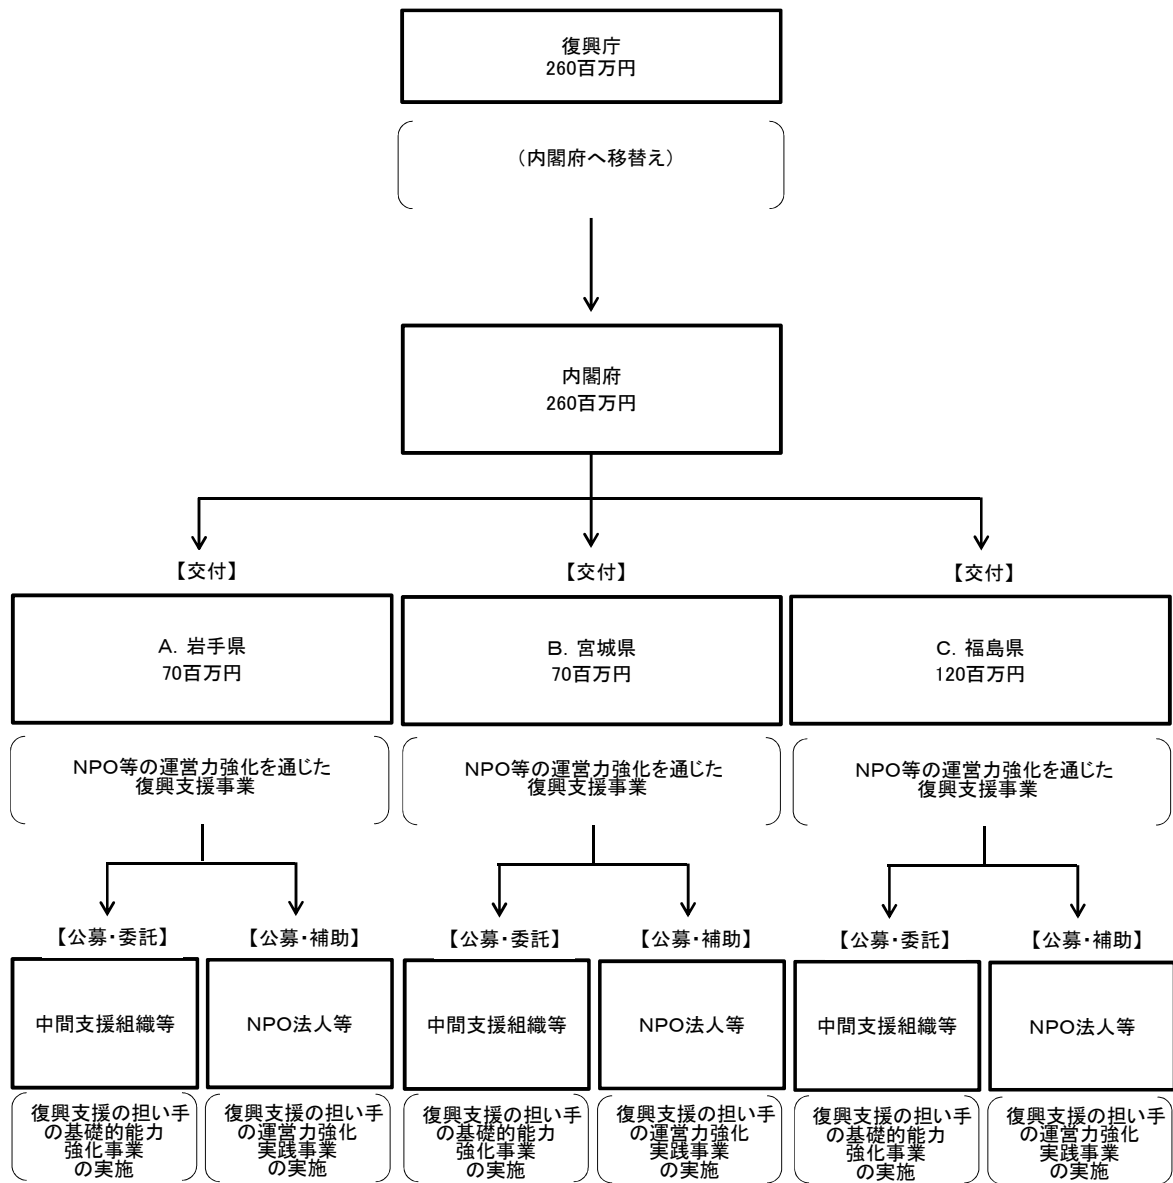 復興庁
260百万円
(内閣府へ移替え)
内閣府
260百万円
【交付】
A. 岩手県
70百万円
NPO等の運営力強化を通じた
復興支援事業
【交付】
B. 宮城県
70百万円
NPO等の運営力強化を通じた
復興支援事業
【交付】
C. 福島県
120百万円
NPO等の運営力強化を通じた
復興支援事業
【公募・委託】
中間支援組織等
復興支援の担い手
の基礎的能力
強化事業
の実施
【公募・補助】
NPO法人等
復興支援の担い手
の運営力強化
実践事業
の実施
【公募・委託】
中間支援組織等
復興支援の担い手
の基礎的能力
強化事業
の実施
【公募・補助】
NPO法人等
復興支援の担い手
の運営力強化
実践事業
の実施
【公募・委託】
中間支援組織等
復興支援の担い手
の基礎的能力
強化事業
の実施
【公募・補助】
NPO法人等
復興支援の担い手
の運営力強化
実践事業
の実施